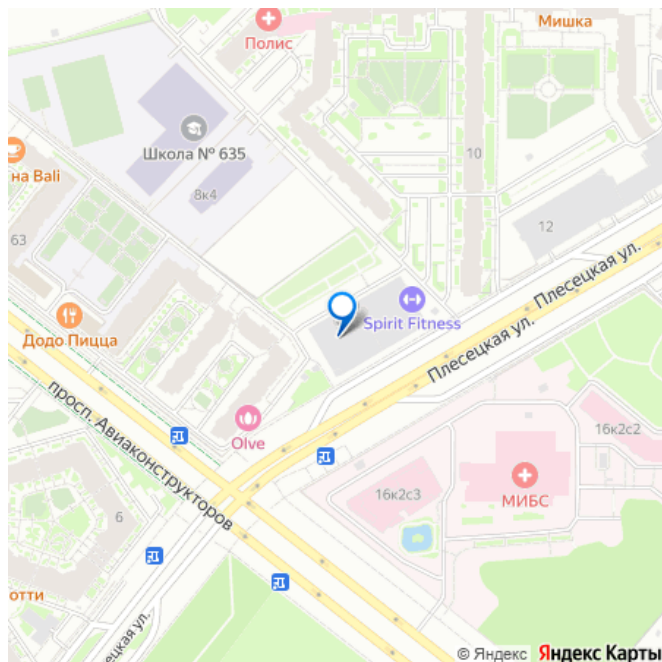 Мишка
Полис
Школа № 635
10
на Bali
8к4
12
63
Плесецкая ул.
Spirit Fitness
Додо Пицца
Плесецкая ул.
просп. Авиаконструкторов
Olve
16к2с2
МИБС
16к2с3
6
отти
ецкая ул.
© Яндекс Яндекс Карты